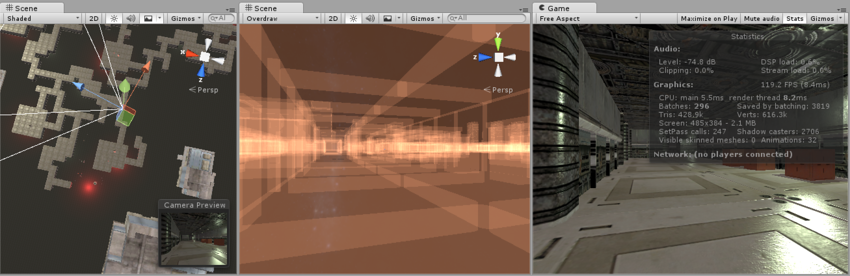 Scene
Shaded
2D
Gizmos
All
x
z
Persp
Camera Preview
Scene
Overdraw
2D
Gizmos
All
y
z
Persp
Game
Free Aspect
Maximize on Play
Mute audio
Stats
Gizmos
Statistics
Audio:
Level: -74.8 dB DSP load: 0.6%
Clipping: 0.0% Stream load: 0.6%
Graphics: 119.2 FPS (8.4ms)
CPU: main 5.5ms render thread 8.2ms
Batches: 296 Saved by batching: 3819
Tris: 428.9k Verts: 616.3k
Screen: 485x384 - 2.1 MB
SetPass calls: 247 Shadow casters: 2706
Visible skinned meshes: 0 Animations: 32
Network: (no players connected)